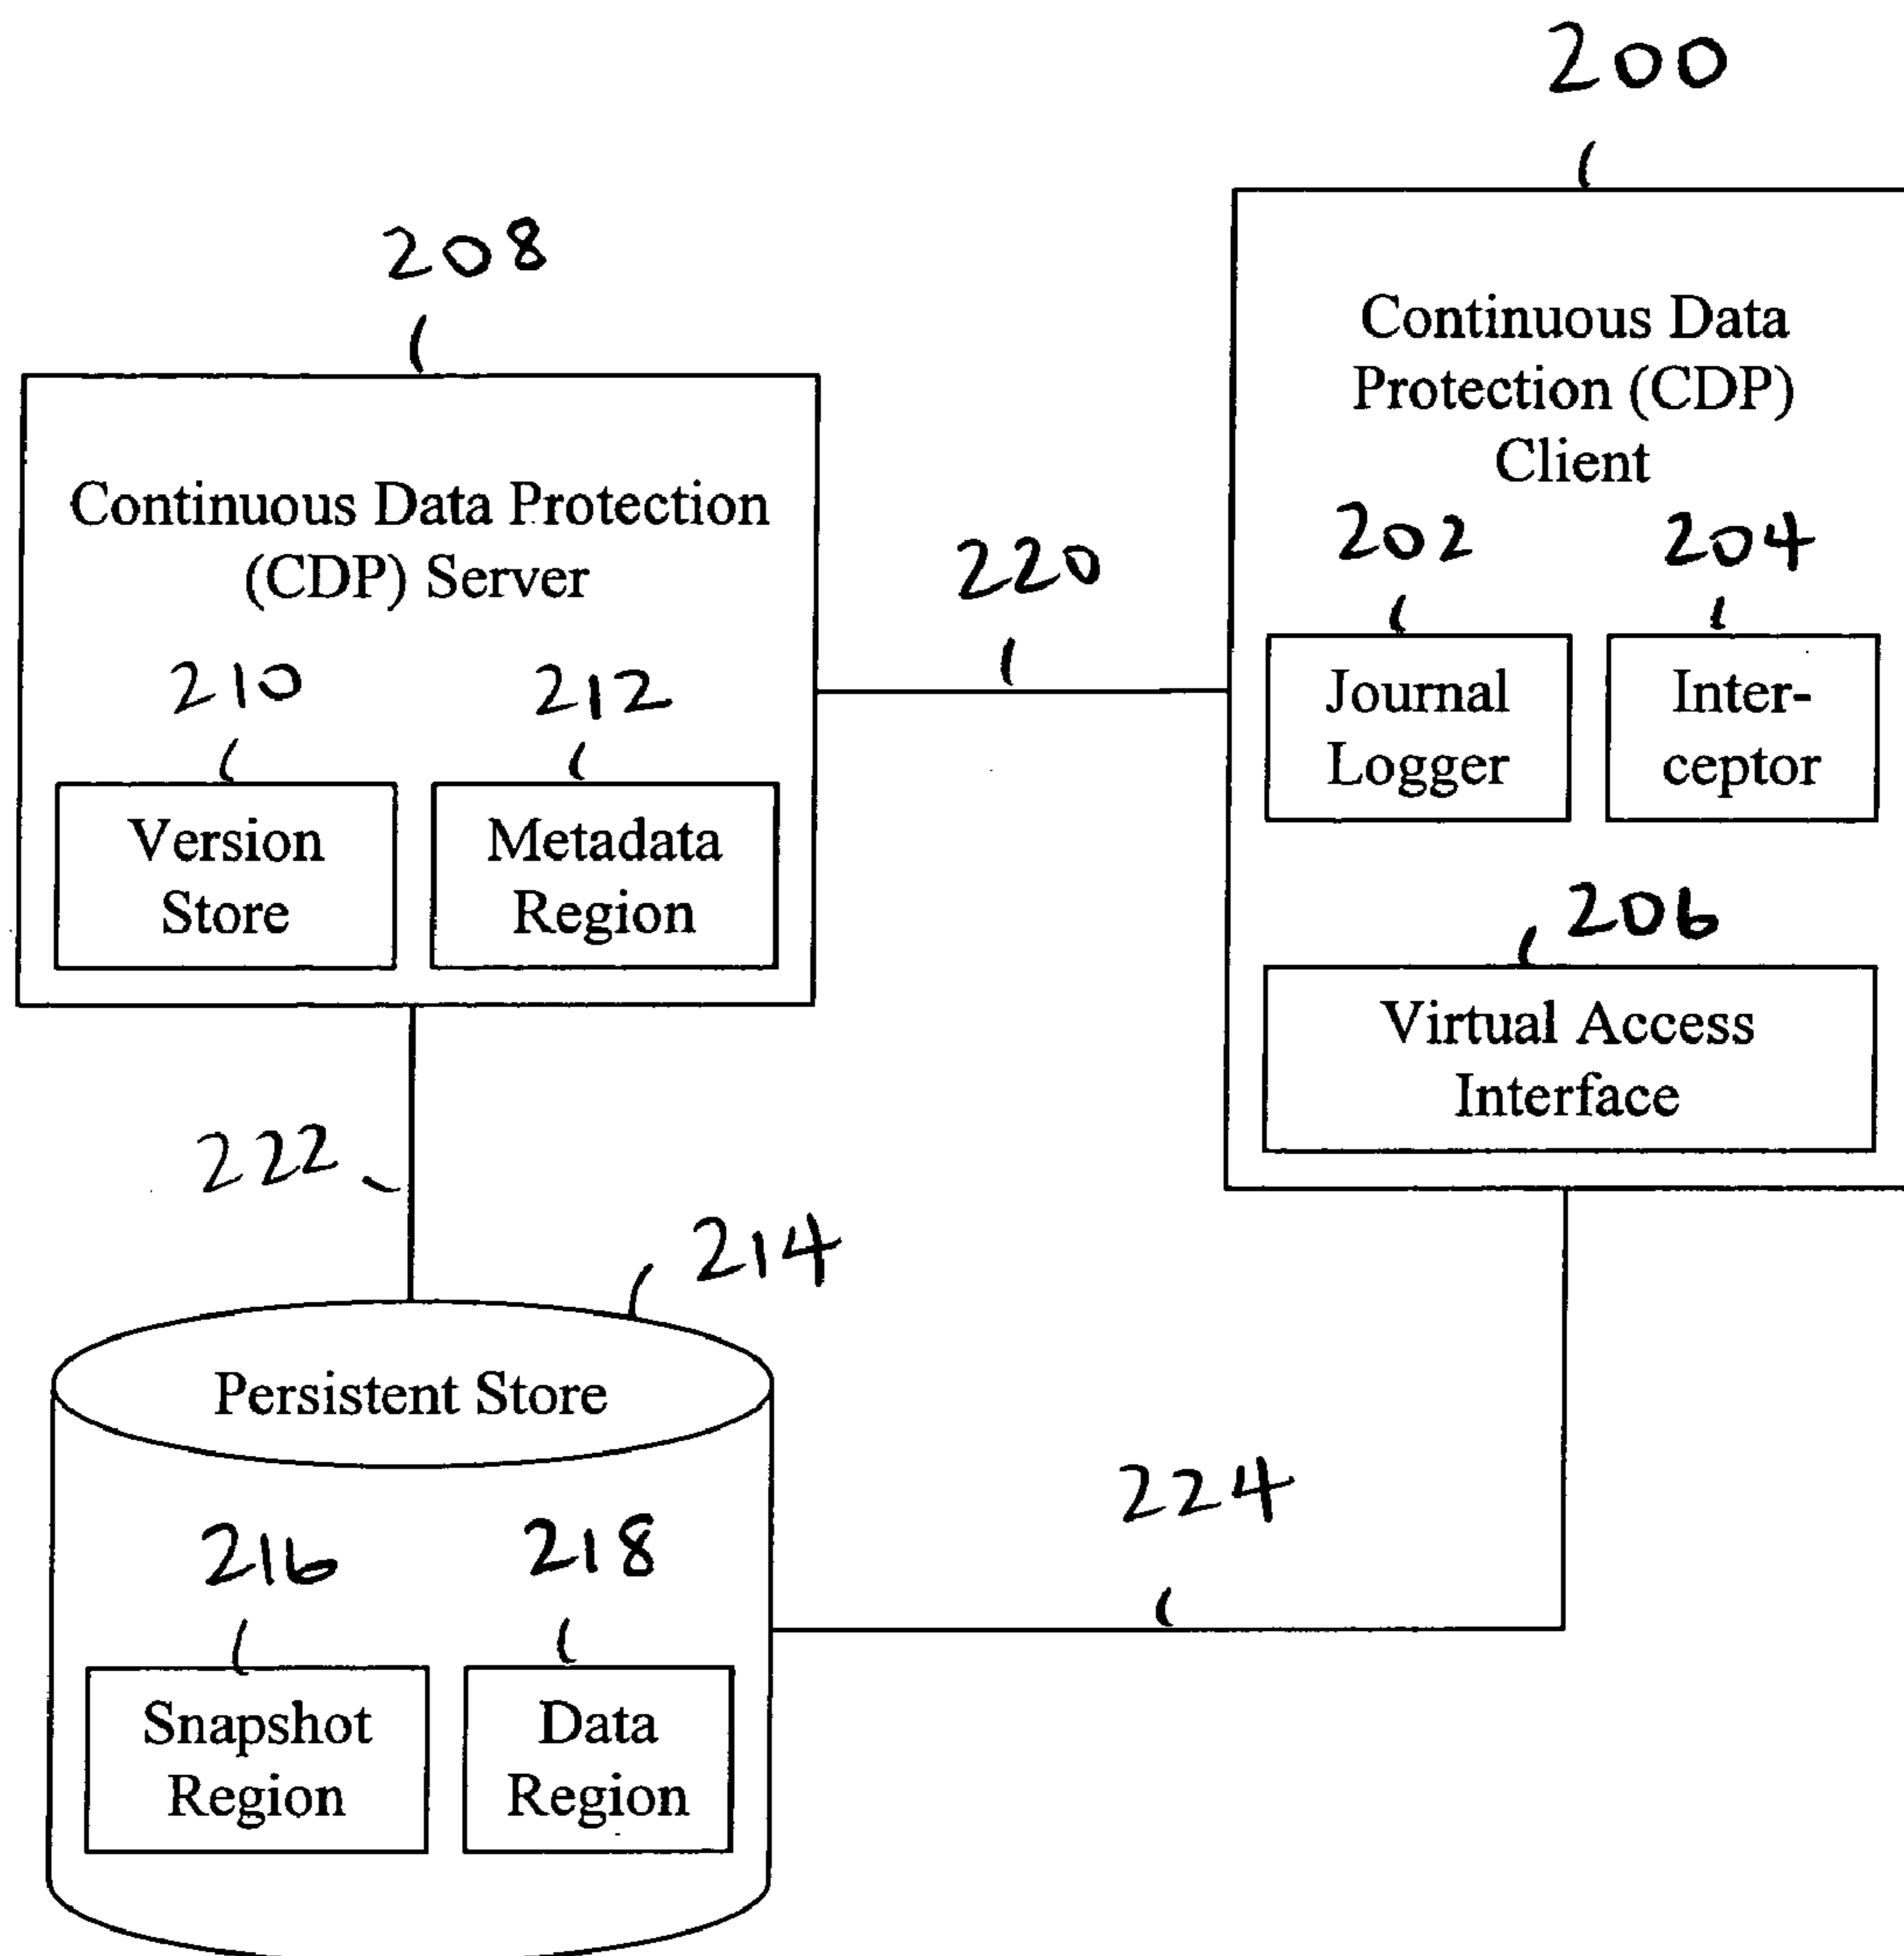 200
208
Continuous Data
Protection (CDP)
Client
Continuous Data Protection
(CDP) Server
202
204
220
210
212
Journal
Logger
Inter-
ceptor
Version
Store
Metadata
Region
206
Virtual Access
Interface
222
214
Persistent Store
224
216
218
Snapshot
Region
Data
Region